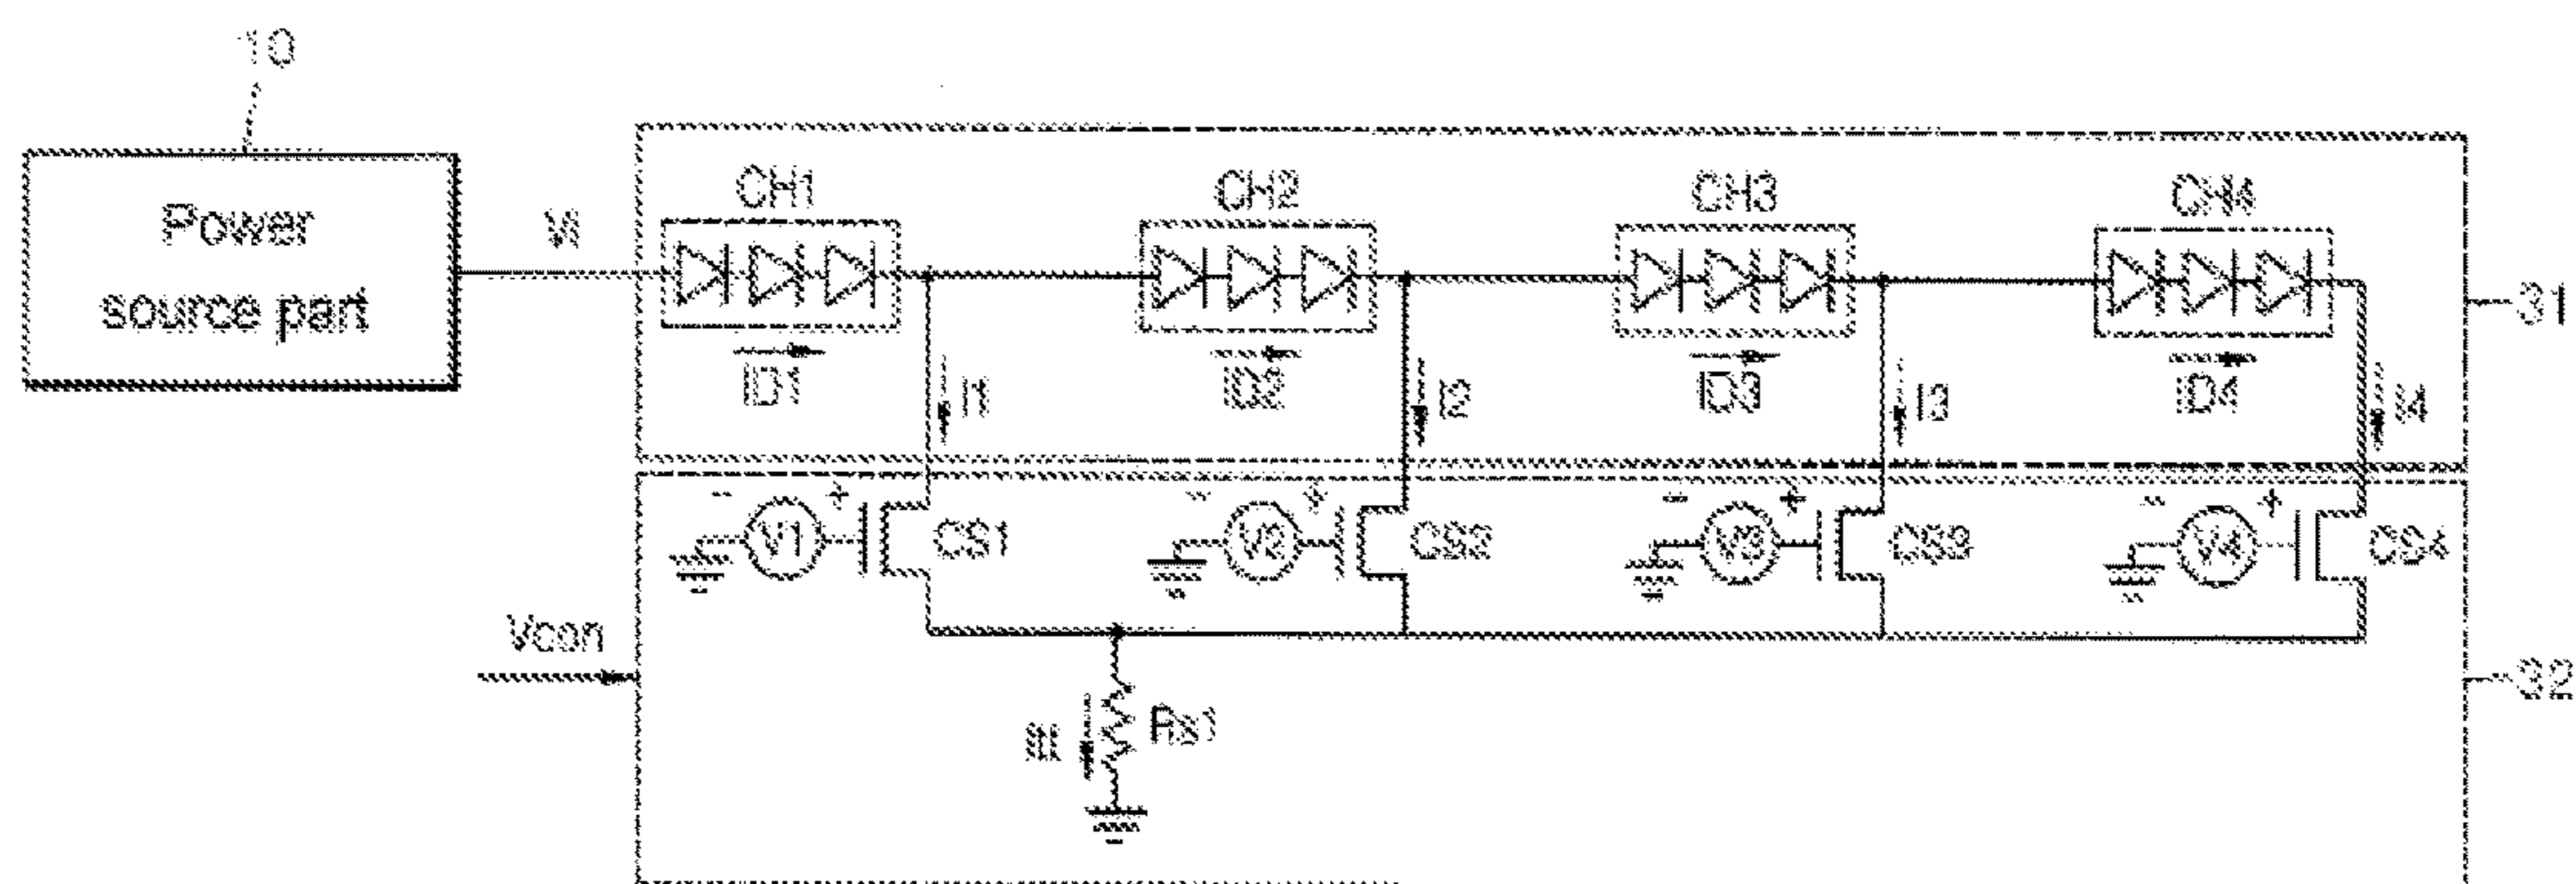 10
Power
source part
Vi
CH1
CH2
CH3
CH4
31
ID1
ID2
ID3
ID4
I1
I2
I3
I4
- V1 +
- V2 +
- V3 +
- V4 +
CS1
CS2
CS3
CS4
Vcon
32
Rs1